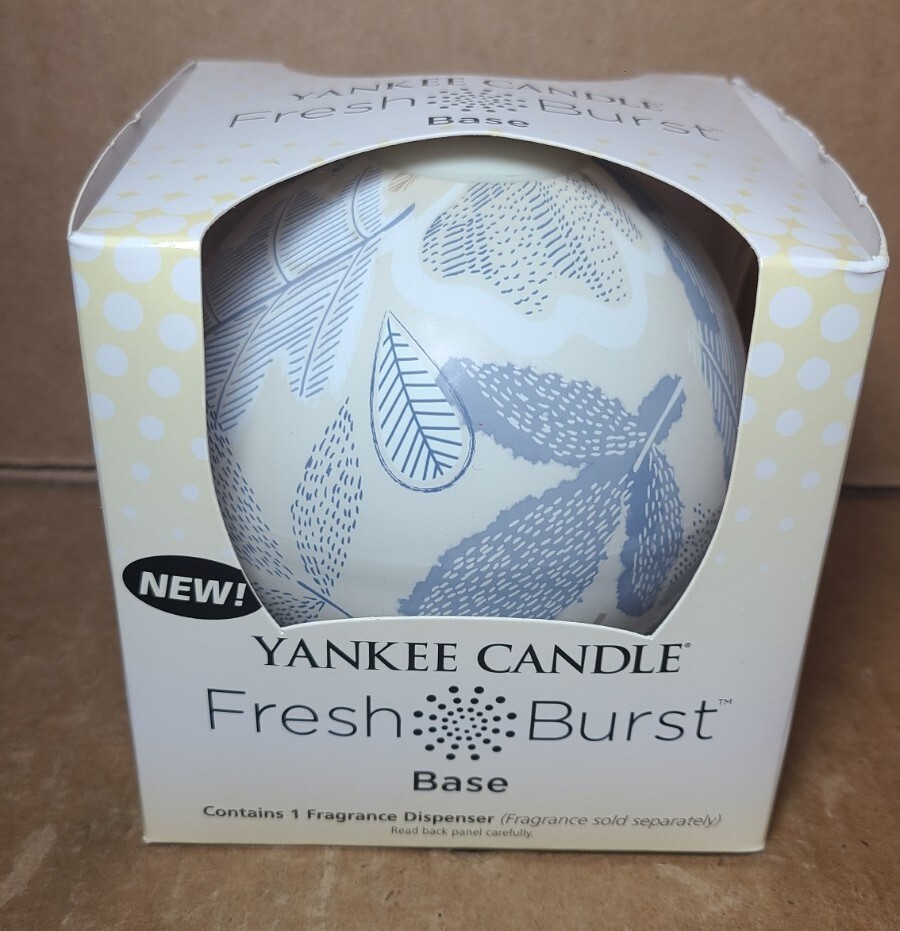 YANKEE CANDLE
Fresh Burst™
Base
NEW!
YANKEE CANDLE®
Fresh Burst™
Base
Contains 1 Fragrance Dispenser (Fragrance sold separately)
Read back panel carefully.